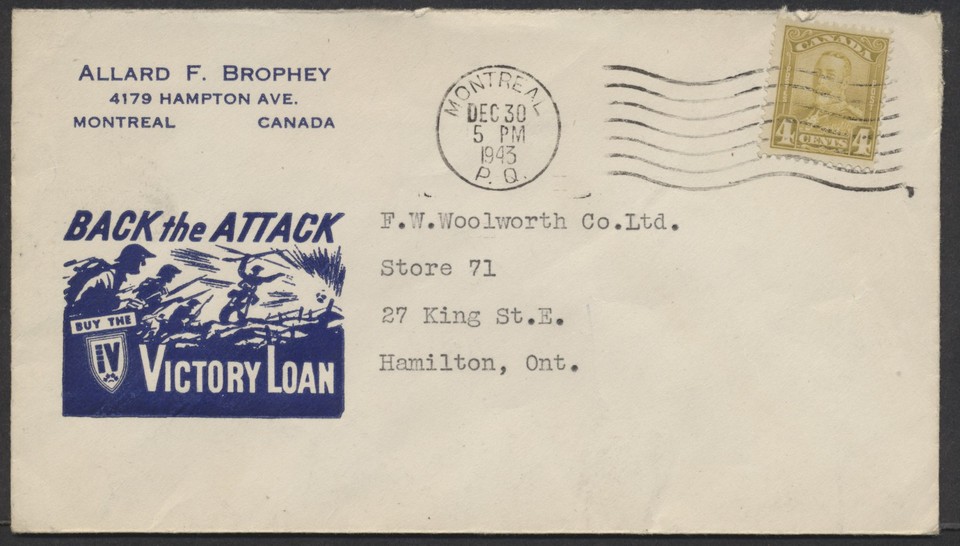 ALLARD F. BROPHEY
4179 HAMPTON AVE.
MONTREAL CANADA
MONTREAL
DEC 30
5 PM
1943
P. Q.
CANADA
4 CENTS 4
BACK the ATTACK
BUY THE
IV
VICTORY LOAN
F.W.Woolworth Co.Ltd.
Store 71
27 King St.E.
Hamilton, Ont.